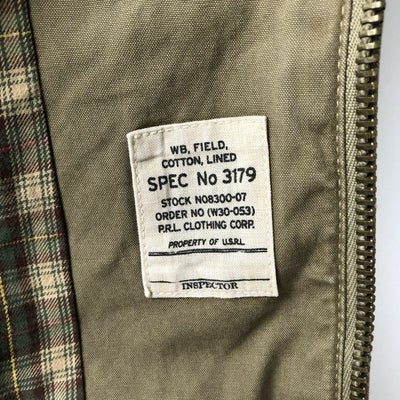 WB, FIELD,
COTTON, LINED
SPEC No 3179
STOCK NO8300-07
ORDER NO (W30-053)
P.R.L. CLOTHING CORP.
PROPERTY OF U.S.R.L.
INSPECTOR